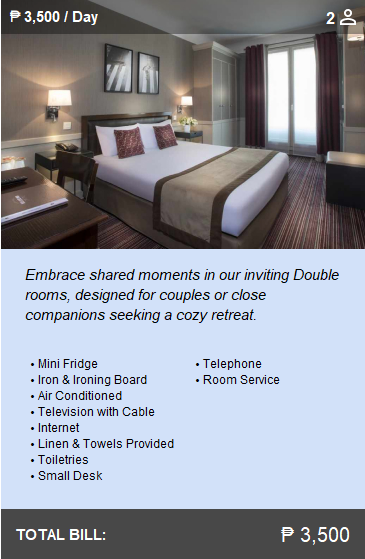 ₱ 3,500 / Day
2
Embrace shared moments in our inviting Double
rooms, designed for couples or close
companions seeking a cozy retreat.
• Mini Fridge
• Iron & Ironing Board
• Air Conditioned
• Television with Cable
• Internet
• Linen & Towels Provided
• Toiletries
• Small Desk
• Telephone
• Room Service
TOTAL BILL:
₱ 3,500